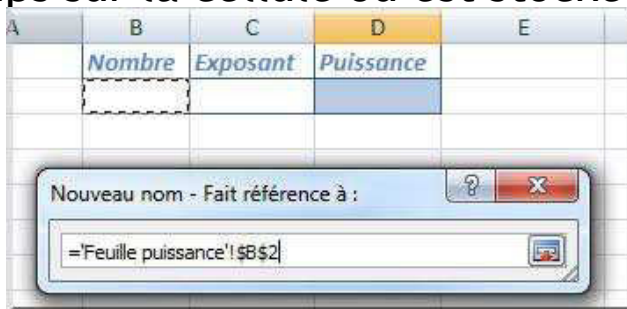 A B C D E
Nombre Exposant Puissance
Nouveau nom - Fait référence à :
='Feuille puissance'!$B$2